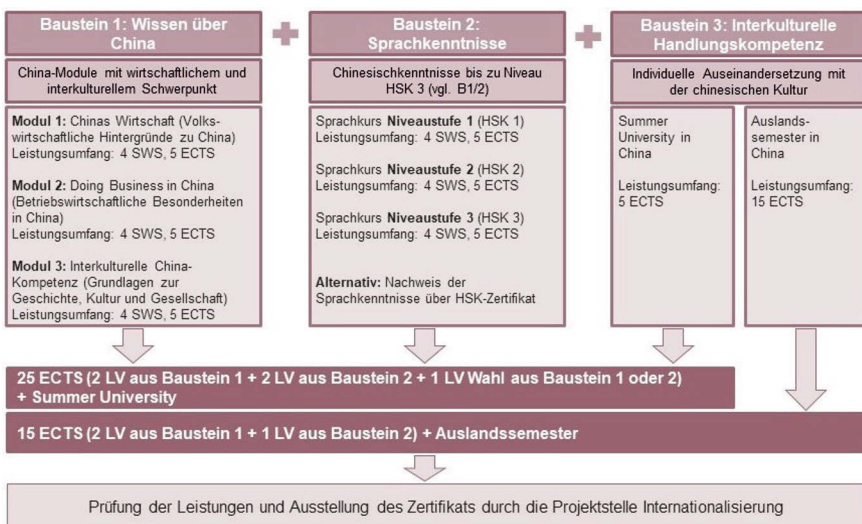 Baustein 1: Wissen über
China
China-Module mit wirtschaftlichem und
interkulturellem Schwerpunkt
Modul 1: Chinas Wirtschaft (Volks-
wirtschaftliche Hintergründe zu China)
Leistungsumfang: 4 SWS, 5 ECTS
Modul 2: Doing Business in China
(Betriebswirtschaftliche Besonderheiten
in China)
Leistungsumfang: 4 SWS, 5 ECTS
Modul 3: Interkulturelle China-
Kompetenz (Grundlagen zur
Geschichte, Kultur und Gesellschaft)
Leistungsumfang: 4 SWS, 5 ECTS
Baustein 2:
Sprachkenntnisse
Chinesischkenntnisse bis zu Niveau
HSK 3 (vgl. B1/2)
Sprachkurs Niveaustufe 1 (HSK 1)
Leistungsumfang: 4 SWS, 5 ECTS
Sprachkurs Niveaustufe 2 (HSK 2)
Leistungsumfang: 4 SWS, 5 ECTS
Sprachkurs Niveaustufe 3 (HSK 3)
Leistungsumfang: 4 SWS, 5 ECTS
Alternativ: Nachweis der
Sprachkenntnisse über HSK-Zertifikat
Baustein 3: Interkulturelle
Handlungskompetenz
Individuelle Auseinandersetzung mit
der chinesischen Kultur
Summer
University in
China
Leistungsumfang:
5 ECTS
Auslands-
semester in
China
Leistungsumfang:
15 ECTS
25 ECTS (2 LV aus Baustein 1 + 2 LV aus Baustein 2 + 1 LV Wahl aus Baustein 1 oder 2)
+ Summer University
15 ECTS (2 LV aus Baustein 1 + 1 LV aus Baustein 2) + Auslandssemester
Prüfung der Leistungen und Ausstellung des Zertifikats durch die Projektstelle Internationalisierung